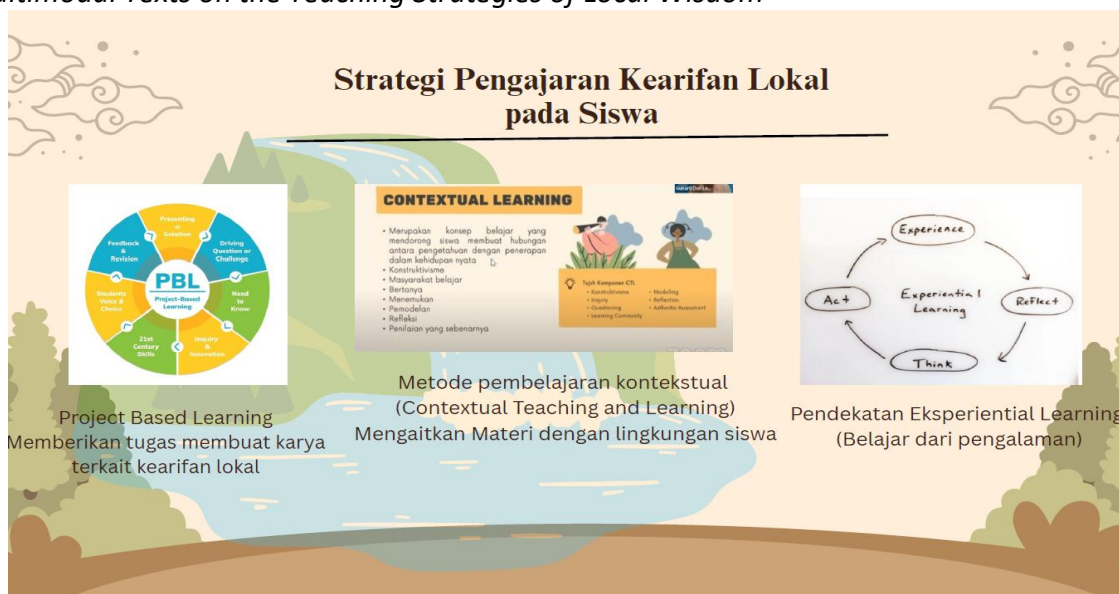 Multimodal Texts on the Teaching Strategies of Local Wisdom
Strategi Pengajaran Kearifan Lokal
pada Siswa
Presenting
a
Solution
Driving
Question or
Challenge
Need
to
Know
Inquiry
&
Innovation
21st
Century
Skills
Students
Voice &
Choice
Feedback
&
Revision
PBL
Project-Based
Learning
Project Based Learning
Memberikan tugas membuat karya
terkait kearifan lokal
CONTEXTUAL LEARNING
• Merupakan konsep belajar yang
mendorong siswa membuat hubungan
antara pengetahuan dengan penerapan
dalam kehidupan nyata
• Konstruktivisme
• Masyarakat belajar
• Bertanya
• Menemukan
• Pemodelan
• Refleksi
• Penilaian yang sebenarnya
Tujuh Komponen CTL
• Konstruktivisme
• Inquiry
• Questioning
• Learning Community
• Modeling
• Reflection
• Authentic Assessment
Metode pembelajaran kontekstual
(Contextual Teaching and Learning)
Mengaitkan Materi dengan lingkungan siswa
Experience
Reflect
Think
Act
Experiential
Learning
Pendekatan Eksperiential Learning
(Belajar dari pengalaman)